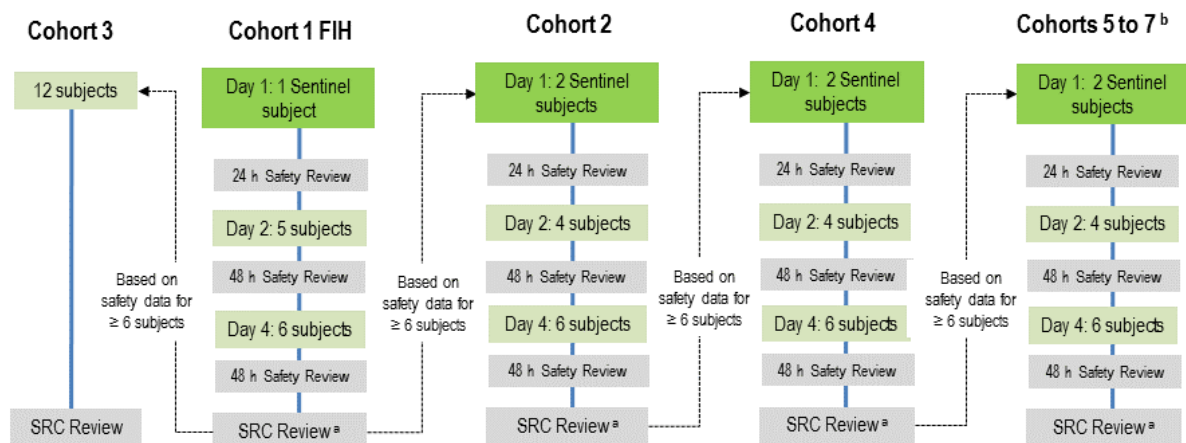 Cohort 3
12 subjects
SRC Review
Based on
safety data for
≥ 6 subjects
Cohort 1 FIH
Day 1: 1 Sentinel
subject
24 h Safety Review
Day 2: 5 subjects
48 h Safety Review
Day 4: 6 subjects
48 h Safety Review
SRC Review a
Based on
safety data for
≥ 6 subjects
Cohort 2
Day 1: 2 Sentinel
subjects
24 h Safety Review
Day 2: 4 subjects
48 h Safety Review
Day 4: 6 subjects
48 h Safety Review
SRC Review a
Based on
safety data for
≥ 6 subjects
Cohort 4
Day 1: 2 Sentinel
subjects
24 h Safety Review
Day 2: 4 subjects
48 h Safety Review
Day 4: 6 subjects
48 h Safety Review
SRC Review a
Based on
safety data for
≥ 6 subjects
Cohorts 5 to 7 b
Day 1: 2 Sentinel
subjects
24 h Safety Review
Day 2: 4 subjects
48 h Safety Review
Day 4: 6 subjects
48 h Safety Review
SRC Review a